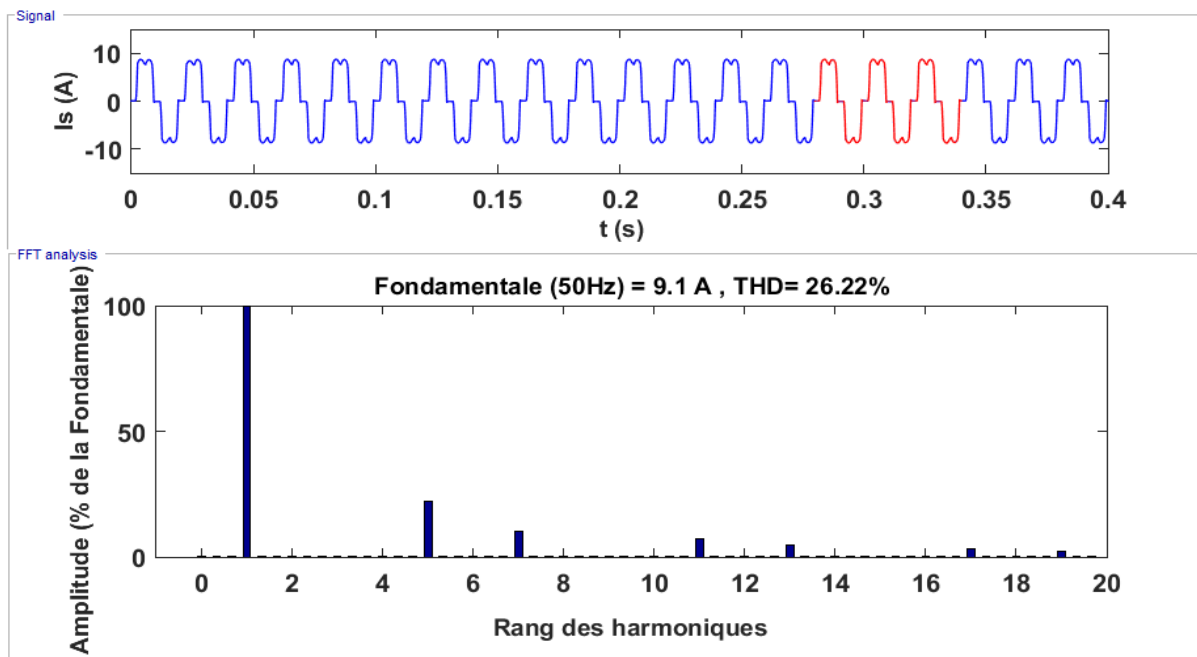 Signal
10
0
-10
Is (A)
0 0.05 0.1 0.15 0.2 0.25 0.3 0.35 0.4
t (s)
FFT analysis
Fondamentale (50Hz) = 9.1 A , THD= 26.22%
100
50
0
Amplitude (% de la Fondamentale)
0 2 4 6 8 10 12 14 16 18 20
Rang des harmoniques